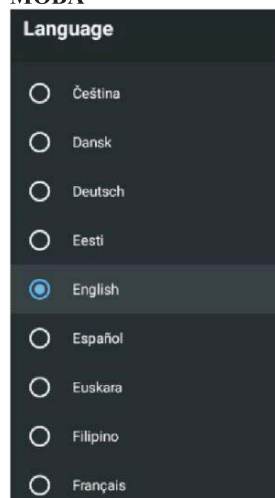 Language
Čeština
Dansk
Deutsch
Eesti
English
Español
Euskara
Filipino
Français